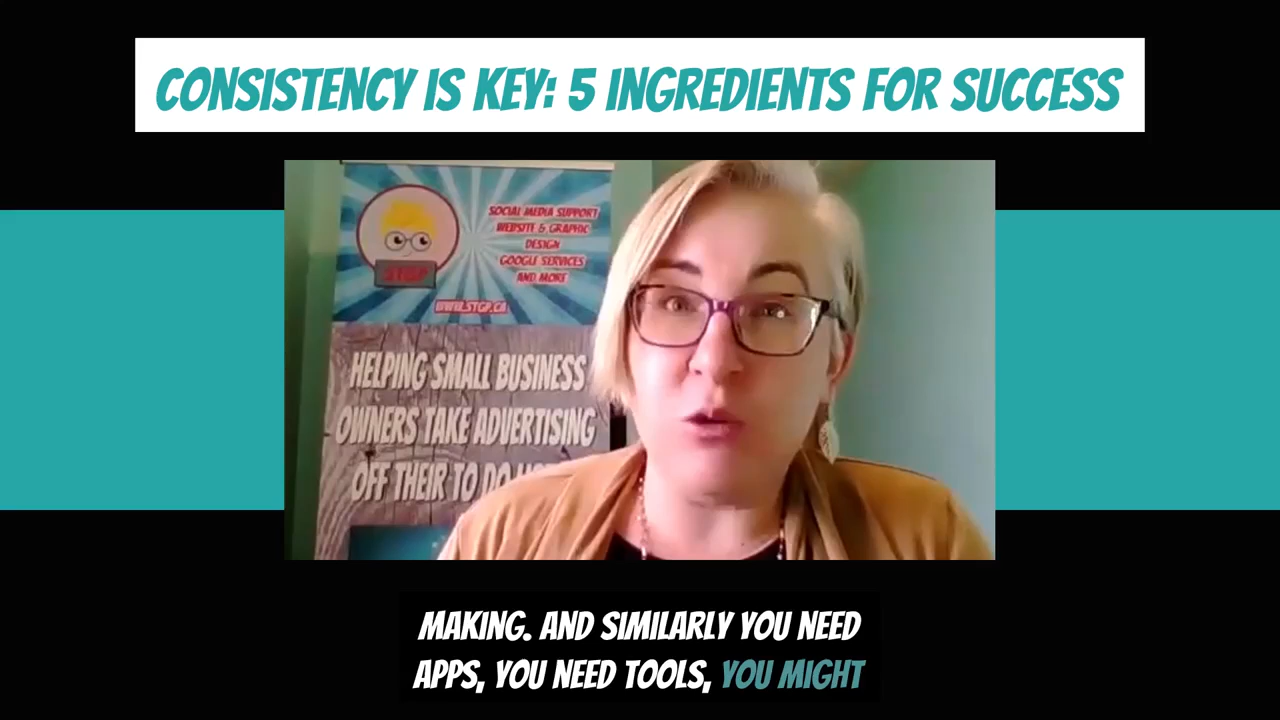 CONSISTENCY IS KEY: 5 INGREDIENTS FOR SUCCESS
SOCIAL MEDIA SUPPORT
WEBSITE & GRAPHIC
DESIGN
GOOGLE SERVICES
AND MORE
STGP
WWW.STGP.CA
HELPING SMALL BUSINESS
OWNERS TAKE ADVERTISING
OFF THEIR TO DO
MAKING. AND SIMILARLY YOU NEED
APPS, YOU NEED TOOLS, YOU MIGHT